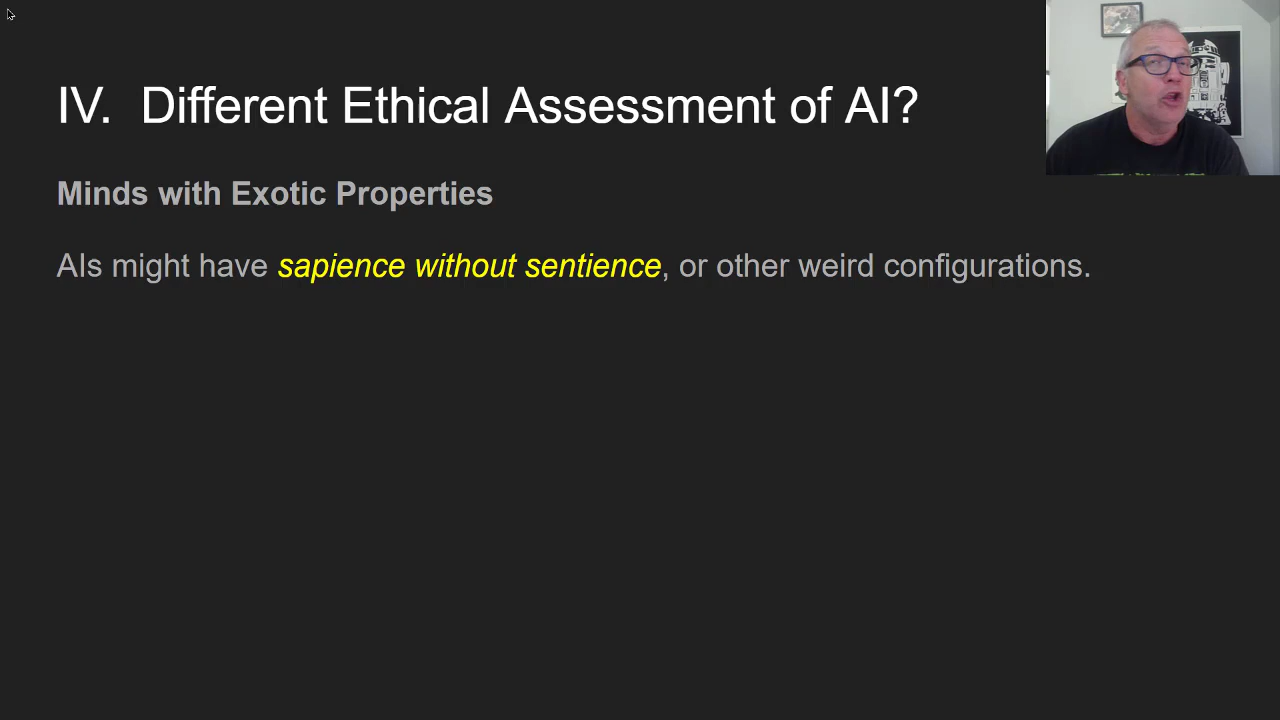 IV. Different Ethical Assessment of AI?
Minds with Exotic Properties
AIs might have sapience without sentience, or other weird configurations.